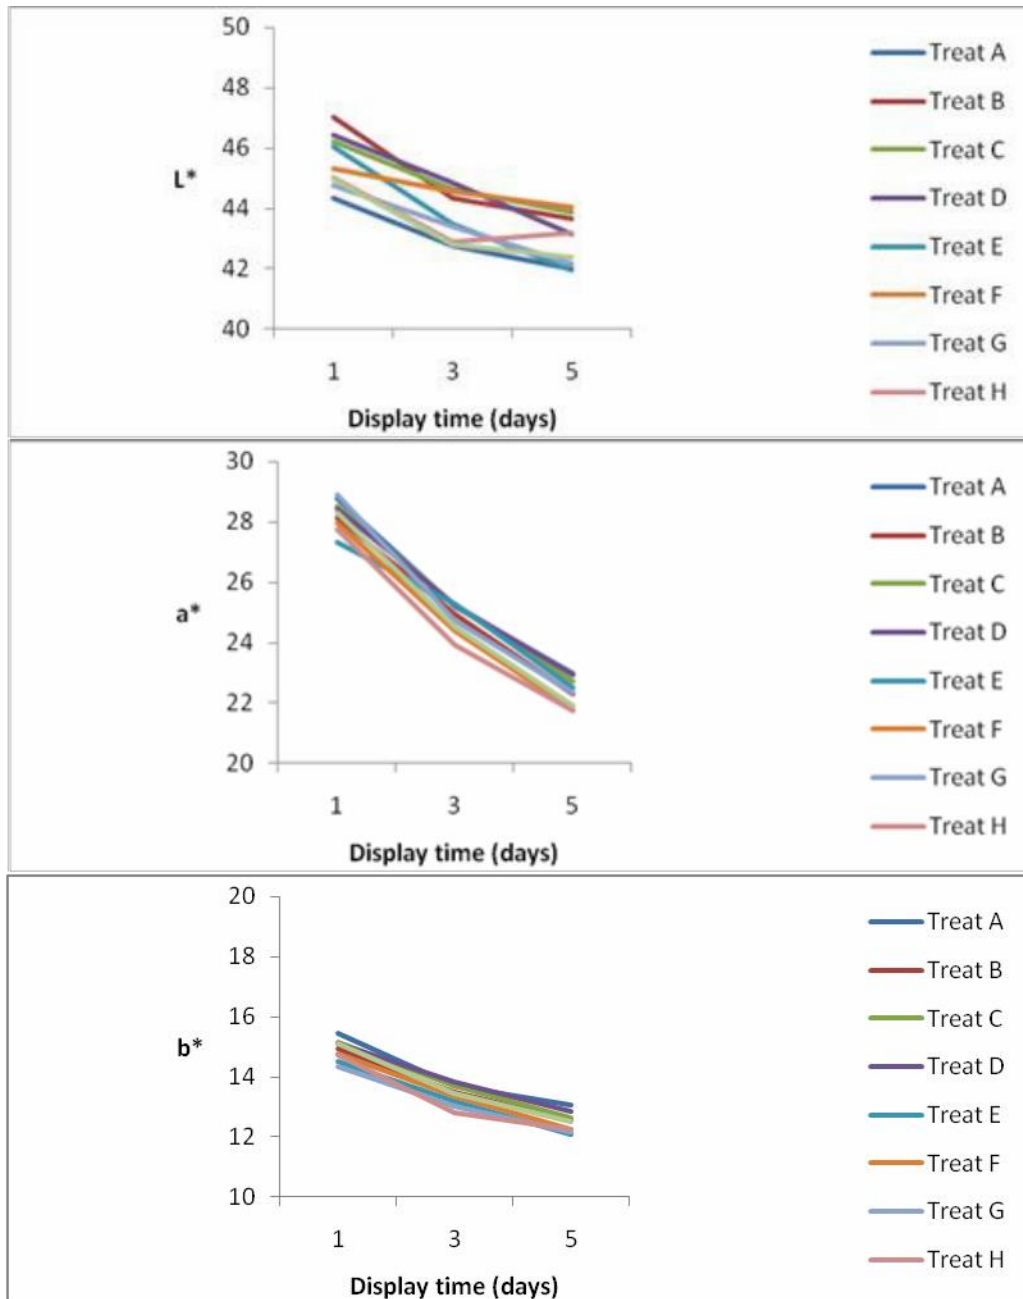 50
48
46
44
42
40
L*
1 3 5
Display time (days)
Treat A
Treat B
Treat C
Treat D
Treat E
Treat F
Treat G
Treat H
30
28
26
24
22
20
a*
1 3 5
Display time (days)
Treat A
Treat B
Treat C
Treat D
Treat E
Treat F
Treat G
Treat H
20
18
16
14
12
10
b*
1 3 5
Display time (days)
Treat A
Treat B
Treat C
Treat D
Treat E
Treat F
Treat G
Treat H